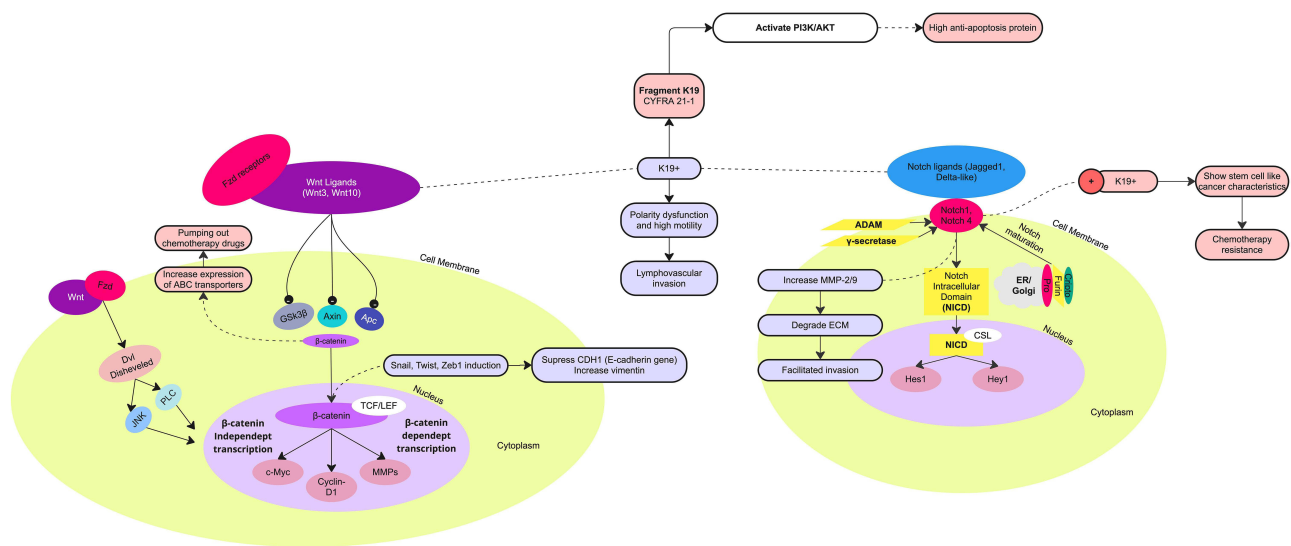 Activate PI3K/AKT
High anti-apoptosis protein
Fragment K19
CYFRA 21-1
K19+
Polarity dysfunction
and high motility
Lymphovascular
invasion
Fzd receptors
Wnt Ligands
(Wnt3, Wnt10)
Pumping out
chemotherapy drugs
Increase expression
of ABC transporters
Cell Membrane
Wnt
Fzd
GSk3β
Axin
Apc
β-catenin
Dvl
Disheveled
PLC
JNK
Snail, Twist, Zeb1 induction
Supress CDH1 (E-cadherin gene)
Increase vimentin
Nucleus
TCF/LEF
β-catenin
β-catenin
Independept
transcription
β-catenin
dependept
transcription
c-Myc
Cyclin-
D1
MMPs
Cytoplasm
Notch ligands (Jagged1,
Delta-like)
+
K19+
Show stem cell like
cancer characteristics
Chemotherapy
resistance
Notch1,
Notch 4
ADAM
γ-secretase
Notch
maturation
Cell Membrane
Increase MMP-2/9
Degrade ECM
Facilitated invasion
Notch
Intracellular
Domain
(NICD)
ER/
Golgi
Pro
Furin
Cripto
Nucleus
CSL
NICD
Hes1
Hey1
Cytoplasm